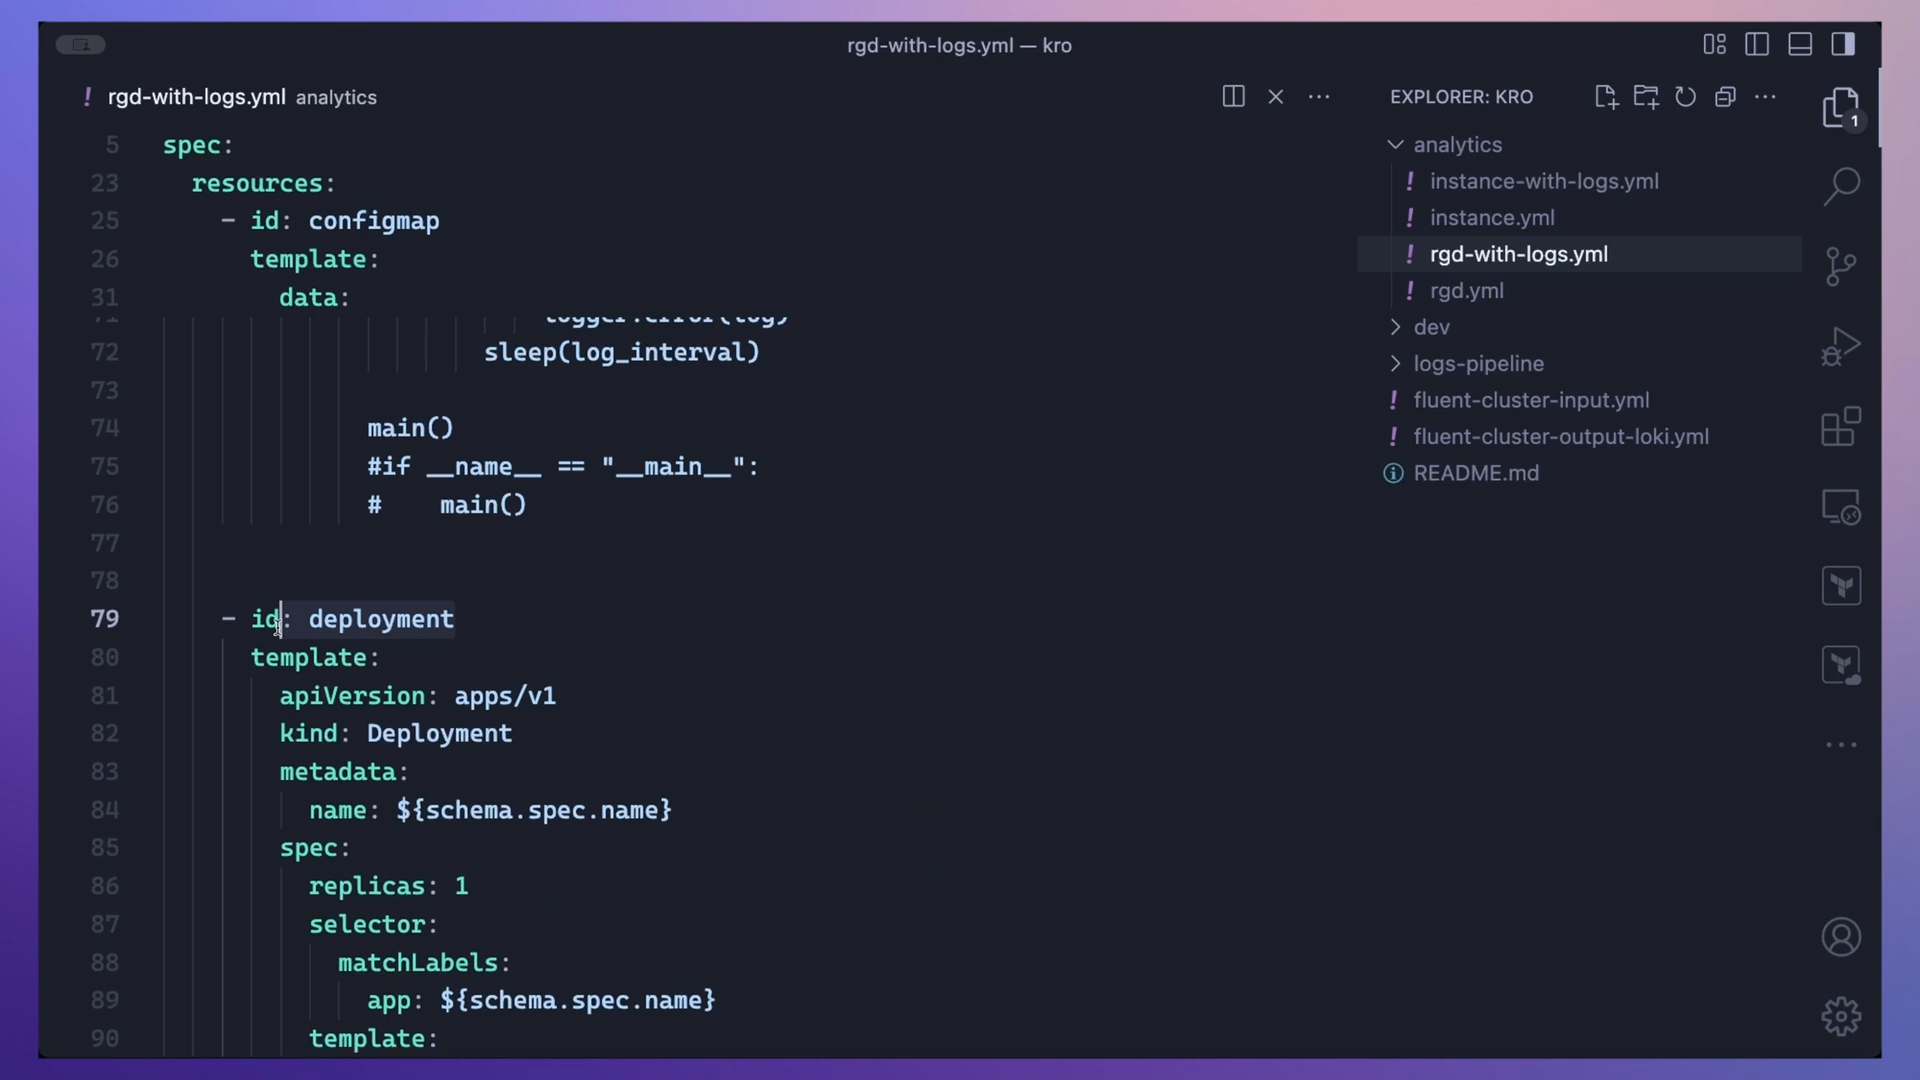 rgd-with-logs.yml — kro
! rgd-with-logs.yml analytics
5 spec:
23 resources:
25 - id: configmap
26 template:
31 data:
71 logger.error(log)
72 sleep(log_interval)
73
74 main()
75 #if __name__ == "__main__":
76 # main()
77
78
79 - id: deployment
80 template:
81 apiVersion: apps/v1
82 kind: Deployment
83 metadata:
84 name: ${schema.spec.name}
85 spec:
86 replicas: 1
87 selector:
88 matchLabels:
89 app: ${schema.spec.name}
90 template:
EXPLORER: KRO
analytics
! instance-with-logs.yml
! instance.yml
! rgd-with-logs.yml
! rgd.yml
dev
logs-pipeline
! fluent-cluster-input.yml
! fluent-cluster-output-loki.yml
README.md
1